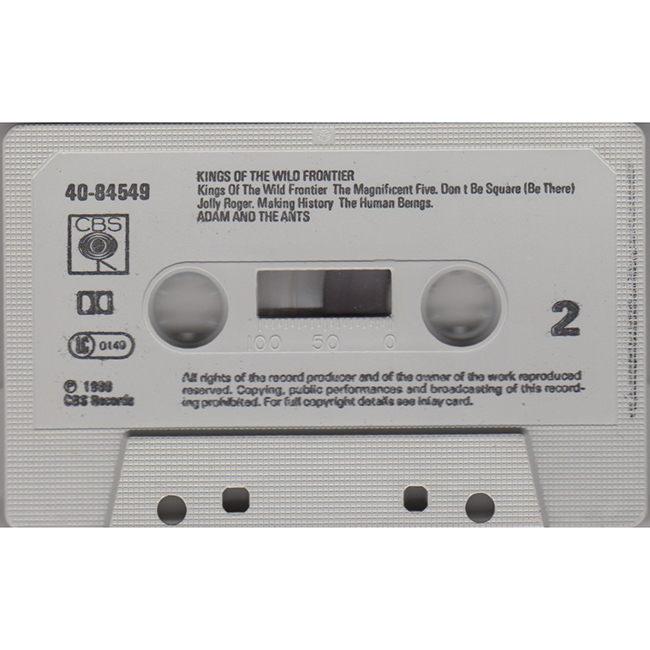 KINGS OF THE WILD FRONTIER
40-84549
Kings Of The Wild Frontier The Magnificent Five. Don t Be Square (Be There)
Jolly Roger. Making History The Human Beings.
ADAM AND THE ANTS
CBS
2
100 50 0
LC 0149
All rights of the record producer and of the owner of the work reproduced
reserved. Copying, public performances and broadcasting of this record-
ing prohibited. For full copyright details see inlay card.
℗ 1980
CBS Records